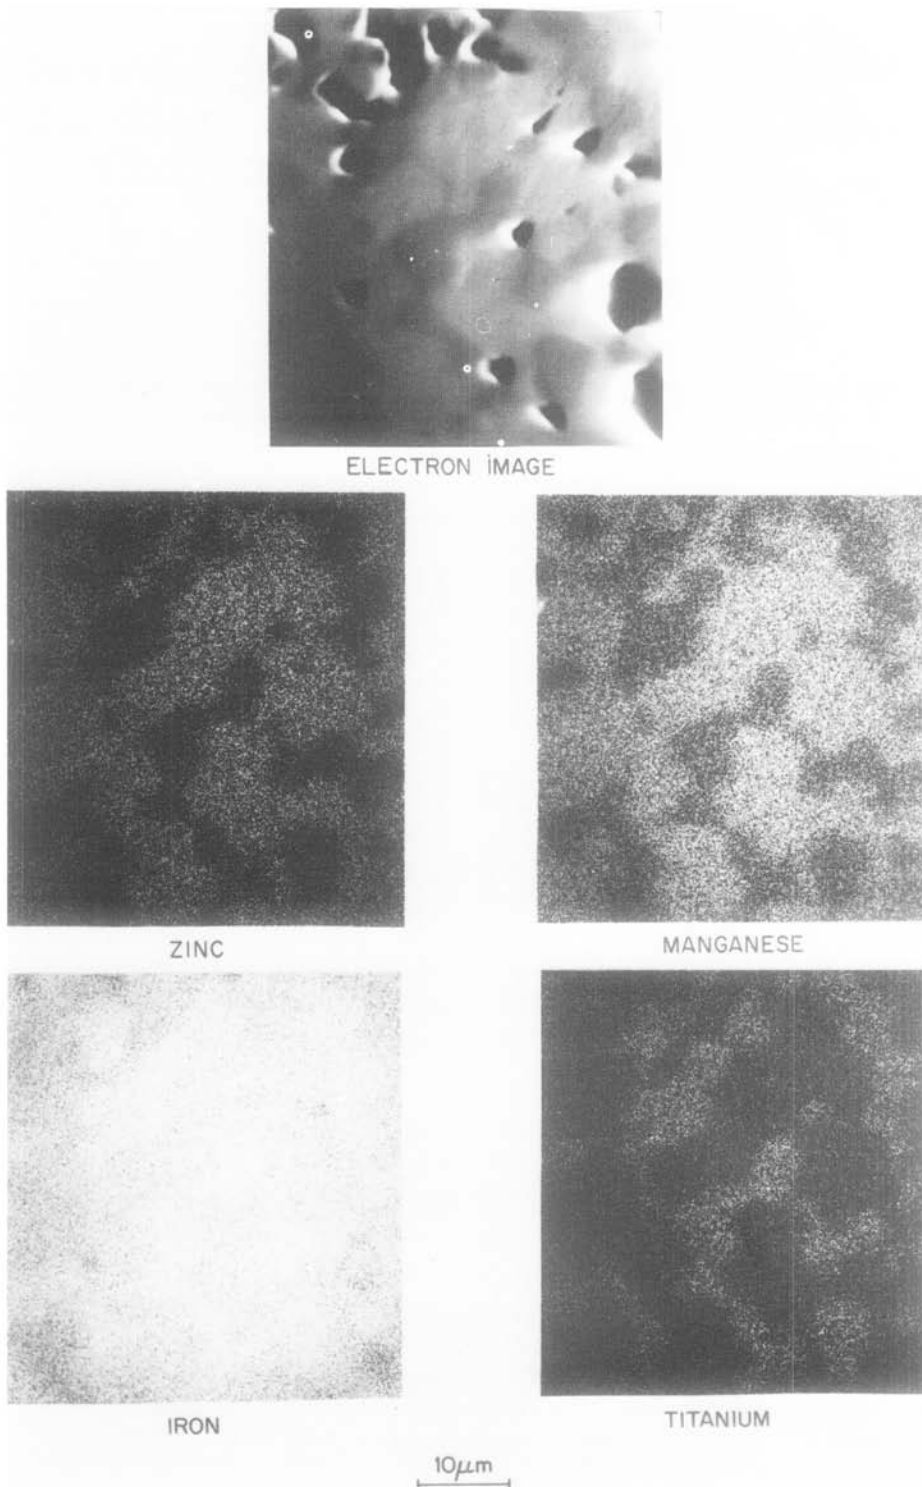 ELECTRON IMAGE
ZINC
MANGANESE
IRON
TITANIUM
10μm